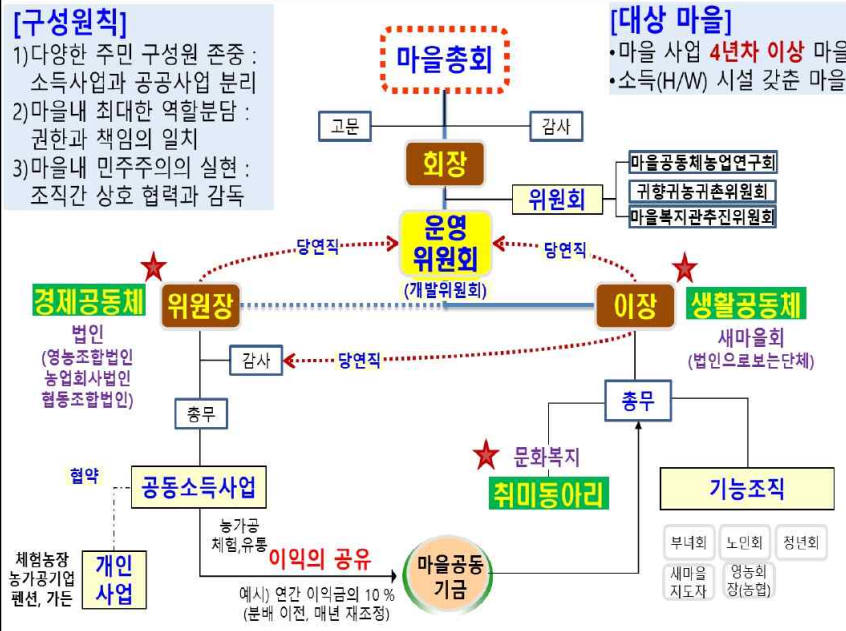 [구성원칙]
1)다양한 주민 구성원 존중 :
소득사업과 공공사업 분리
2)마을내 최대한 역할분담 :
권한과 책임의 일치
3)마을내 민주주의의 실현 :
조직간 상호 협력과 감독
[대상 마을]
•마을 사업 4년차 이상 마을
•소득(H/W) 시설 갖춘 마을
마을총회
고문
감사
회장
위원회
마을공동체농업연구회
귀향귀농귀촌위원회
마을복지관추진위원회
운영
위원회
(개발위원회)
당연직
당연직
경제공동체
위원장
이장
생활공동체
법인
(영농조합법인
농업회사법인
협동조합법인)
새마을회
(법인으로보는단체)
감사
당연직
총무
총무
문화복지
취미동아리
기능조직
협약
공동소득사업
농가공
체험,유통
이익의 공유
예시) 연간 이익금의 10 %
(분배 이전, 매년 재조정)
마을공동
기금
체험농장
농가공기업
펜션, 가든
개인
사업
부녀회
노인회
청년회
새마을
지도자
영농회
장(농협)